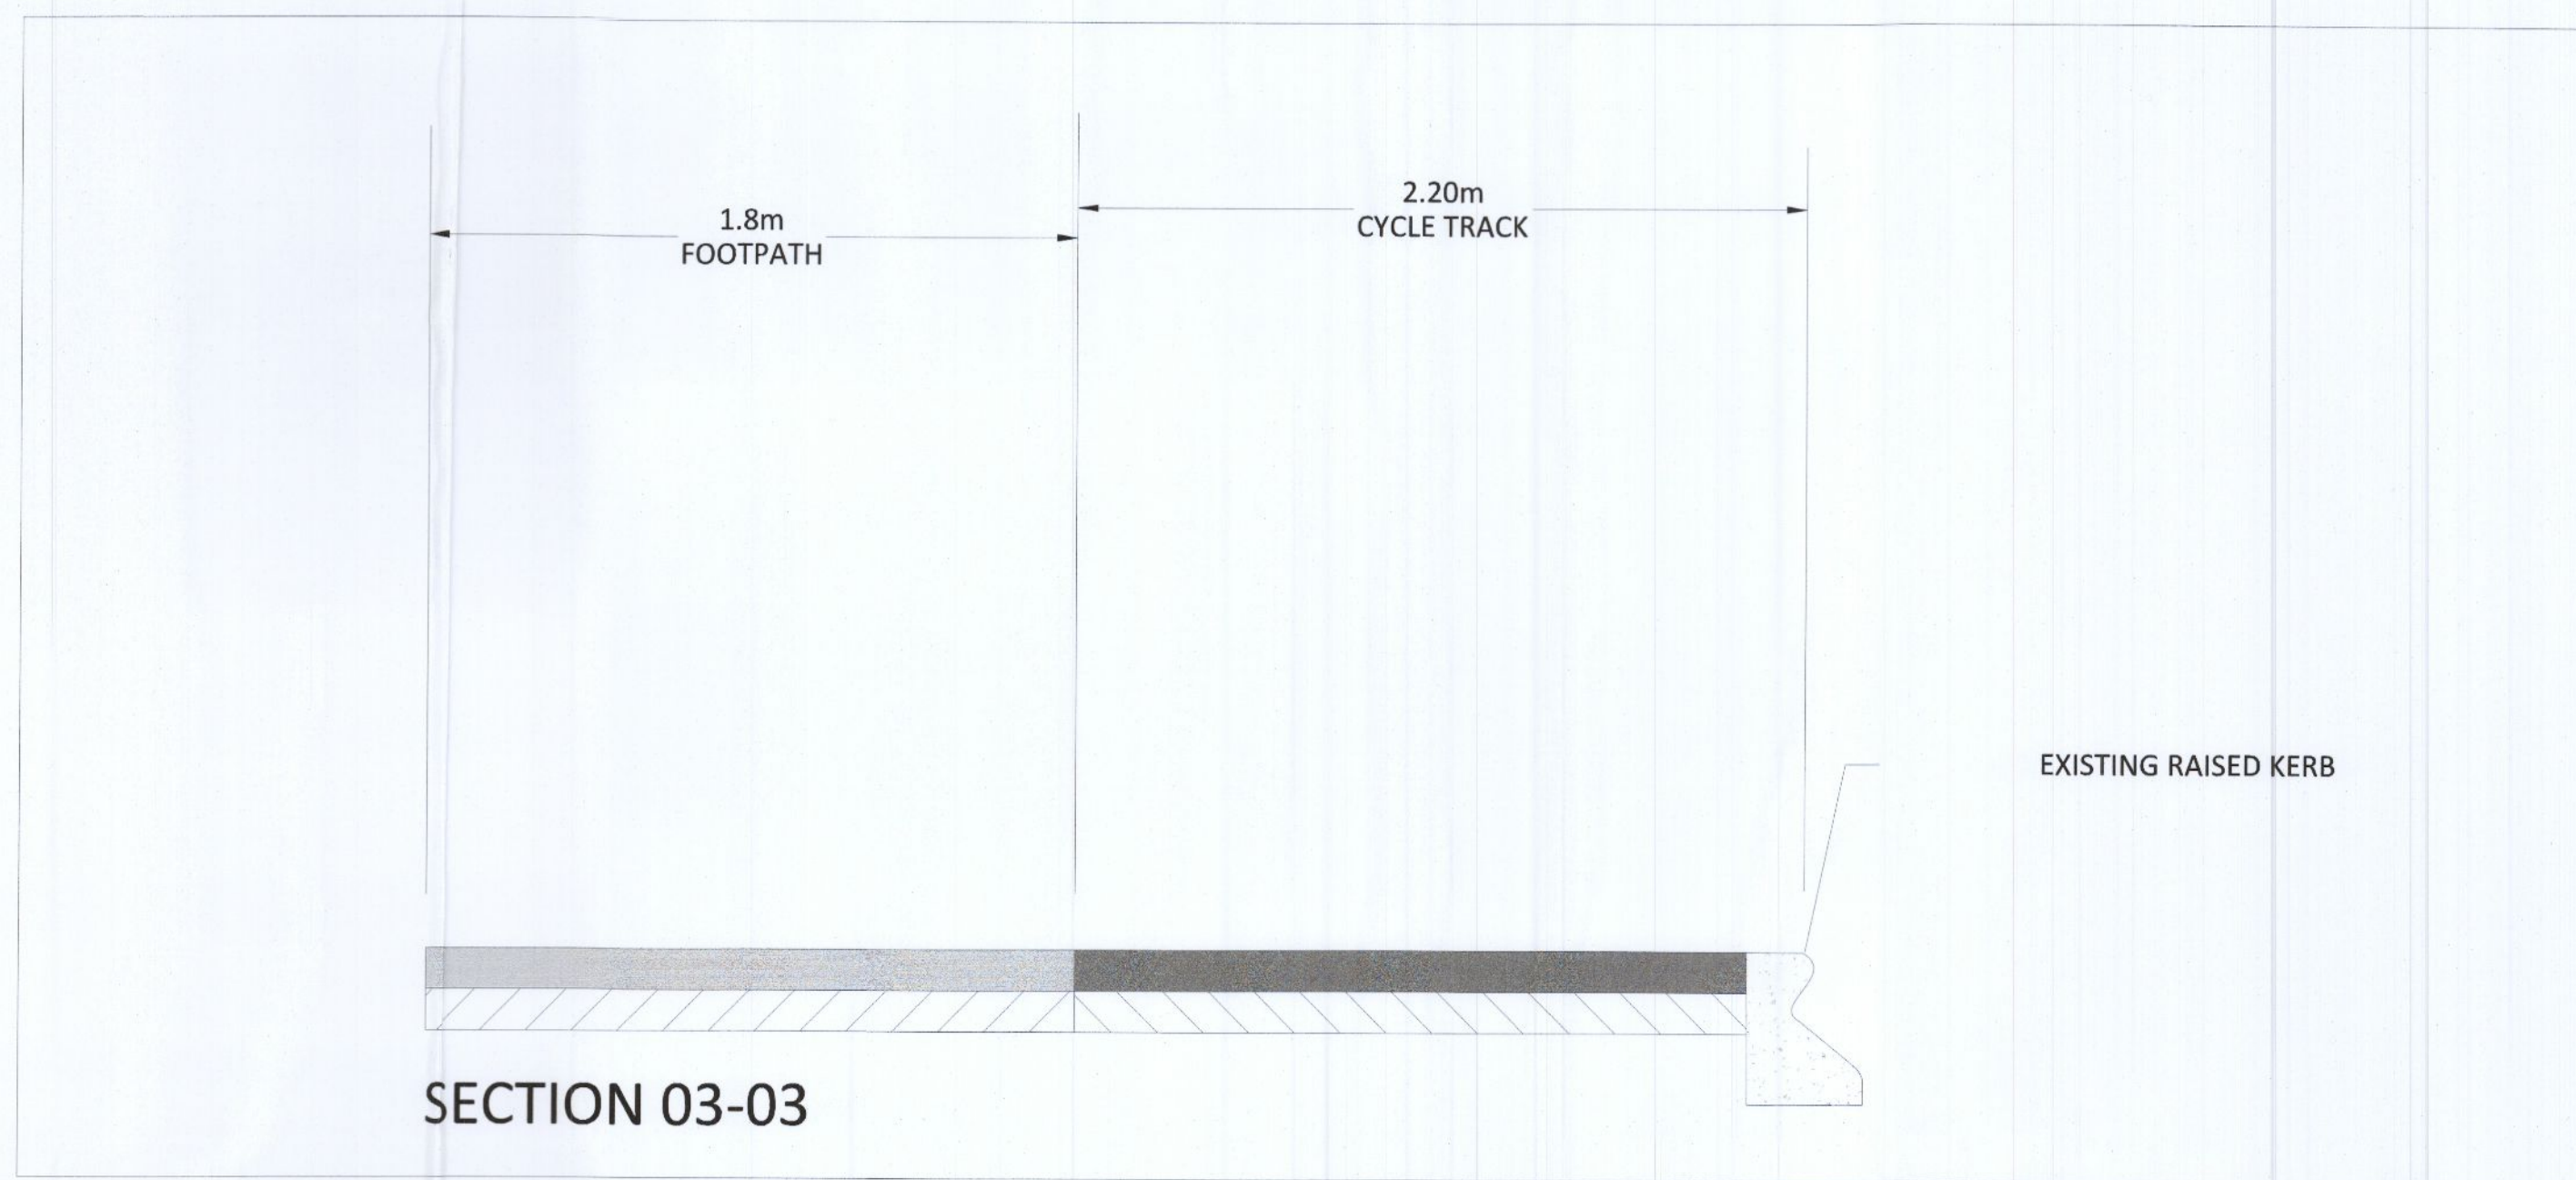 1.8m
FOOTPATH
2.20m
CYCLE TRACK
EXISTING RAISED KERB
SECTION 03-03